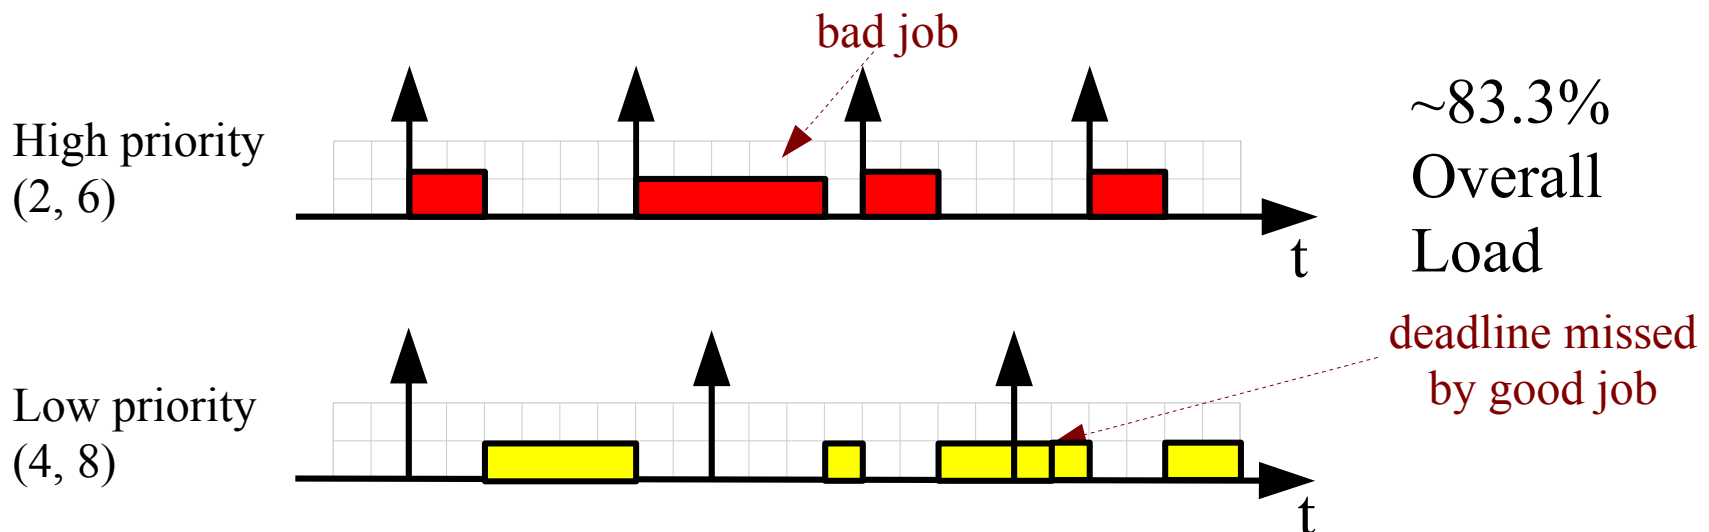 bad job
High priority
(2, 6)
t
~83.3%
Overall
Load
deadline missed
by good job
Low priority
(4, 8)
t